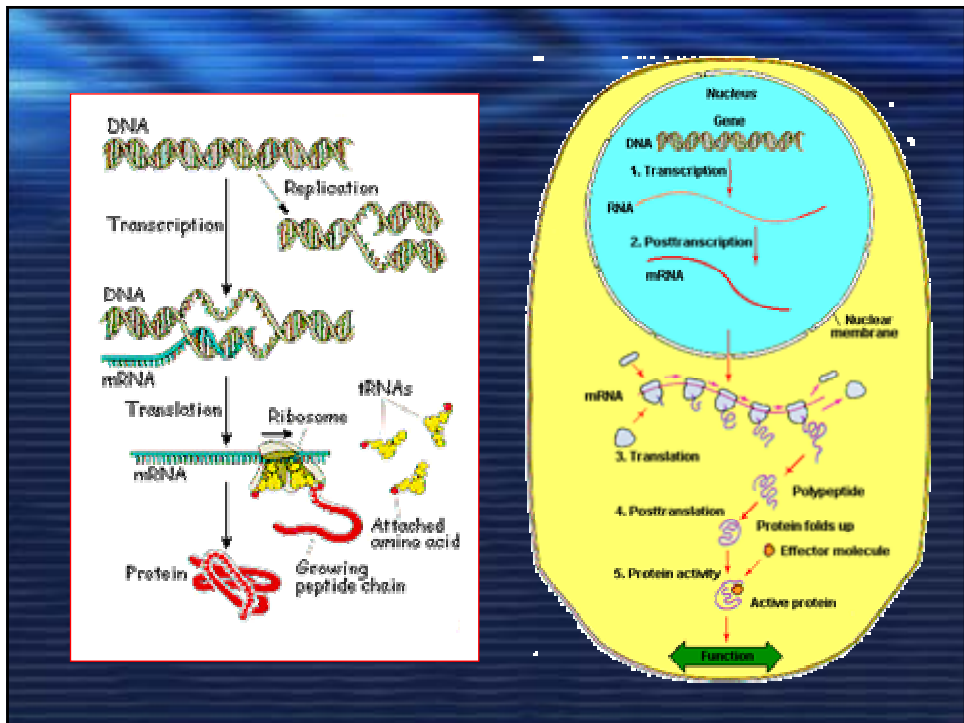 DNA
Replication
Transcription
DNA
mRNA
Translation
tRNAs
Ribosome
mRNA
Attached
amino acid
Growing
peptide chain
Protein
Nucleus
Gene
DNA
1. Transcription
RNA
2. Posttranscription
mRNA
Nuclear
membrane
mRNA
3. Translation
Polypeptide
4. Posttranslation
Protein folds up
Effector molecule
5. Protein activity
Active protein
Function